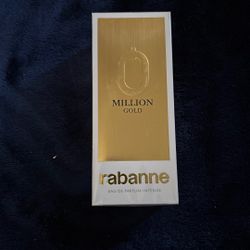 MILLION
GOLD
rabanne
EAU DE PARFUM INTENSE